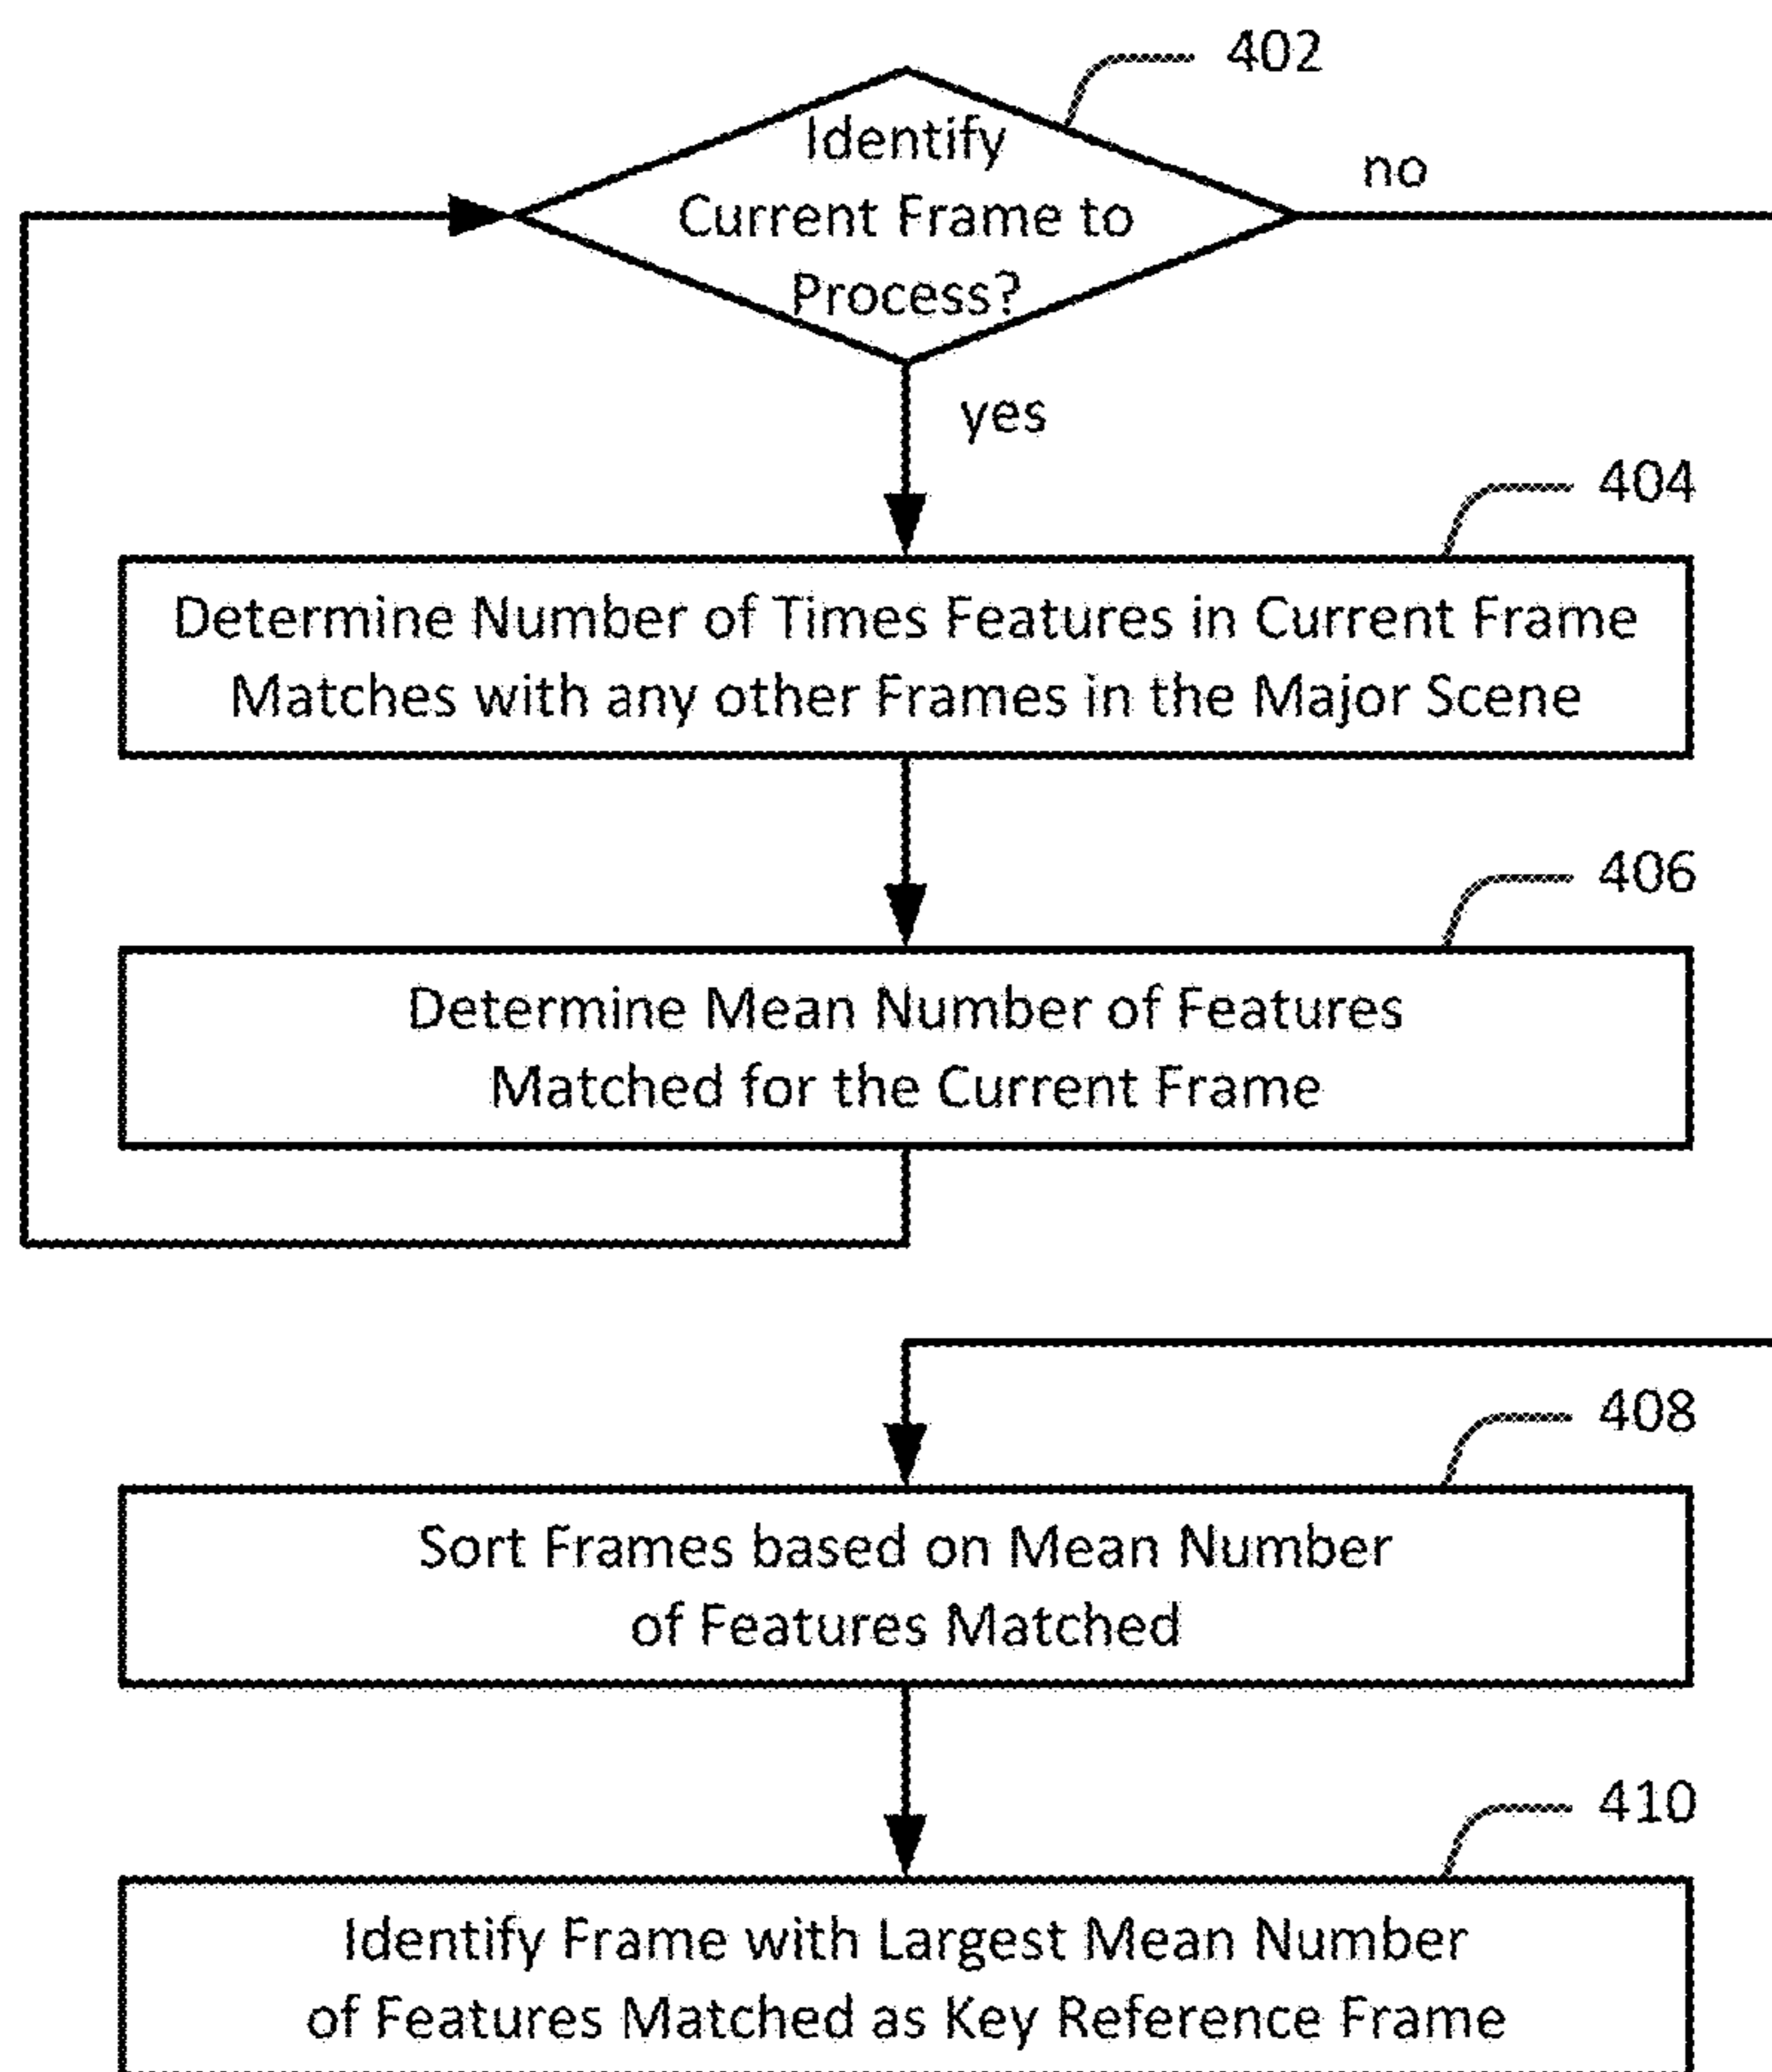 402
Identify
Current Frame to
Process?
no
yes
404
Determine Number of Times Features in Current Frame
Matches with any other Frames in the Major Scene
406
Determine Mean Number of Features
Matched for the Current Frame
408
Sort Frames based on Mean Number
of Features Matched
410
Identify Frame with Largest Mean Number
of Features Matched as Key Reference Frame